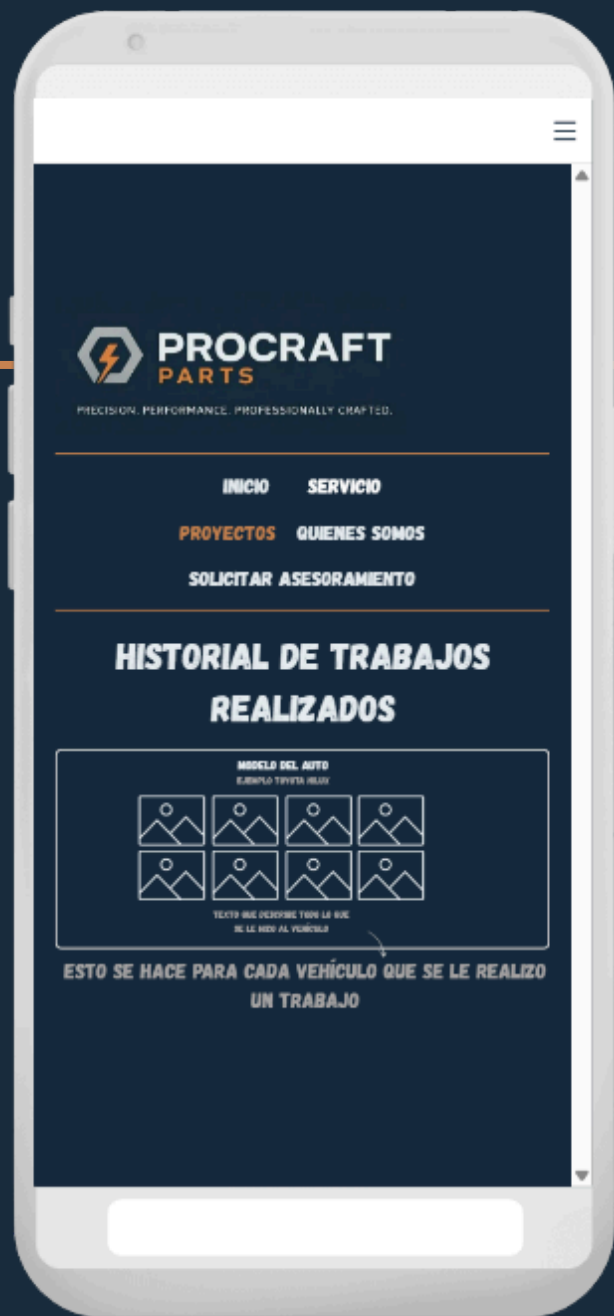 PROCRAFT
PARTS
PRECISION. PERFORMANCE. PROFESSIONALLY CRAFTED.
INICIO SERVICIO
PROYECTOS QUIENES SOMOS
SOLICITAR ASESORAMIENTO
HISTORIAL DE TRABAJOS
REALIZADOS
MODELO DEL AUTO
EJEMPLO TOYOTA HILUX
TEXTO QUE DESCRIBE TODO LO QUE
SE LE HIZO AL VEHÍCULO
ESTO SE HACE PARA CADA VEHÍCULO QUE SE LE REALIZO
UN TRABAJO